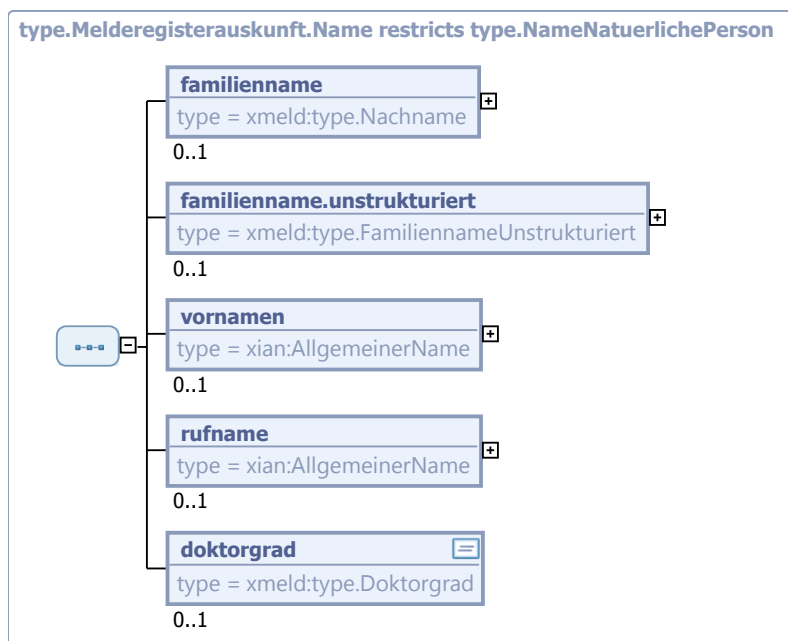 type.Melderegisterauskunft.Name restricts type.NameNatuerlichePerson
familienname
type = xmeld:type.Nachname
0..1
familienname.unstrukturiert
type = xmeld:type.FamiliennameUnstrukturiert
0..1
vornamen
type = xian:AllgemeinerName
0..1
rufname
type = xian:AllgemeinerName
0..1
doktorgrad
type = xmeld:type.Doktorgrad
0..1